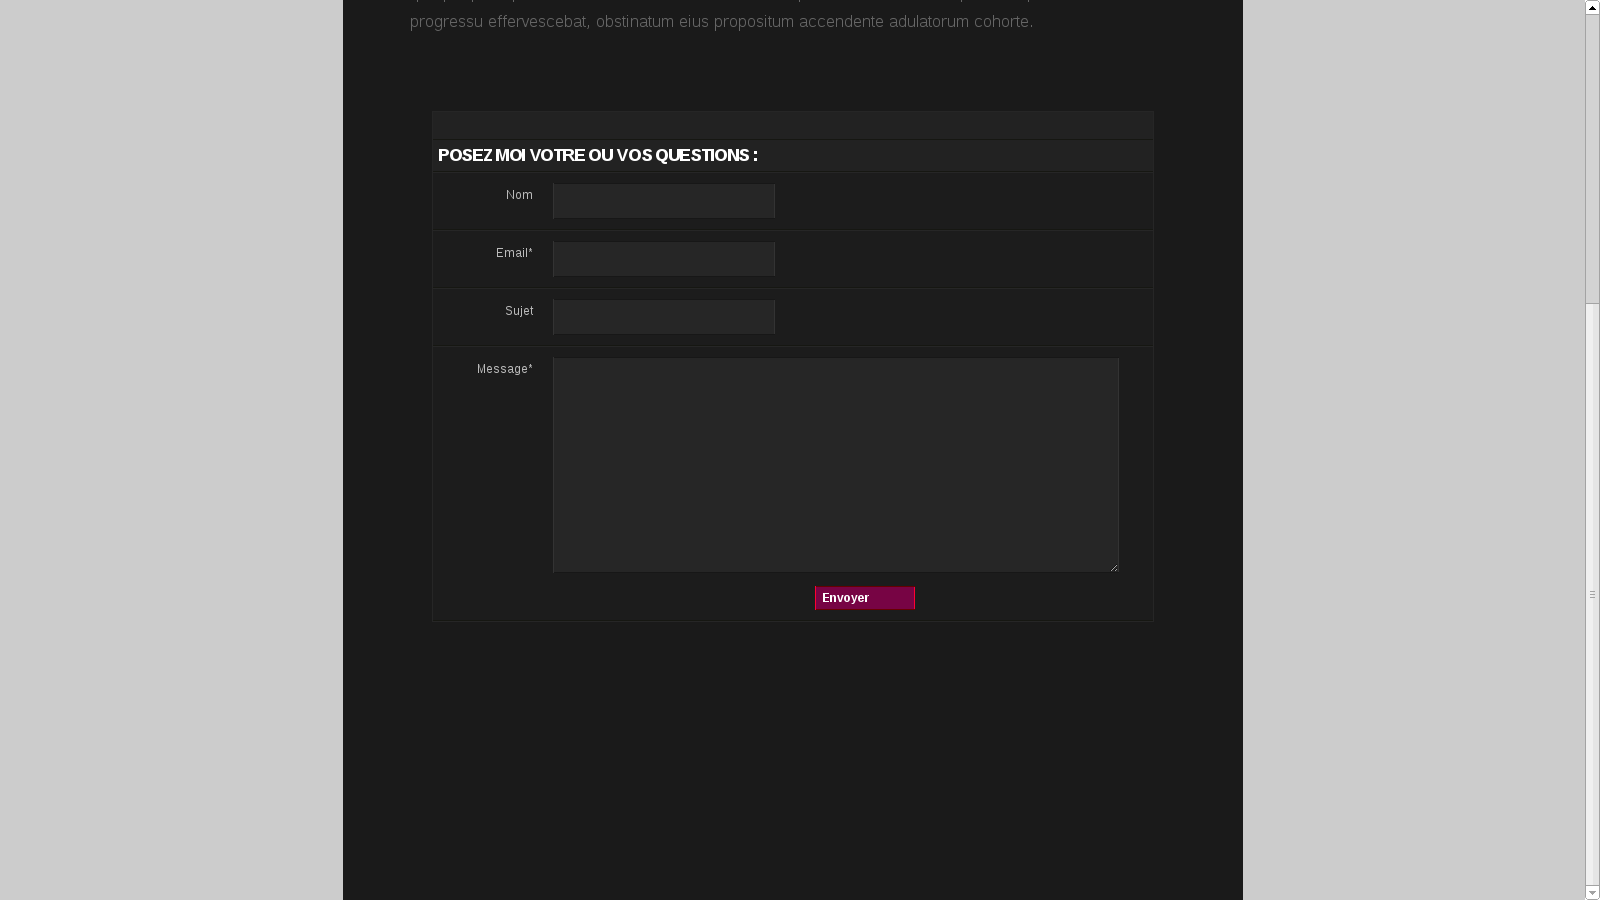 progressu effervescebat, obstinatum eius propositum accendente adulatorum cohorte.
POSEZ MOI VOTRE OU VOS QUESTIONS :
Nom
Email*
Sujet
Message*
Envoyer